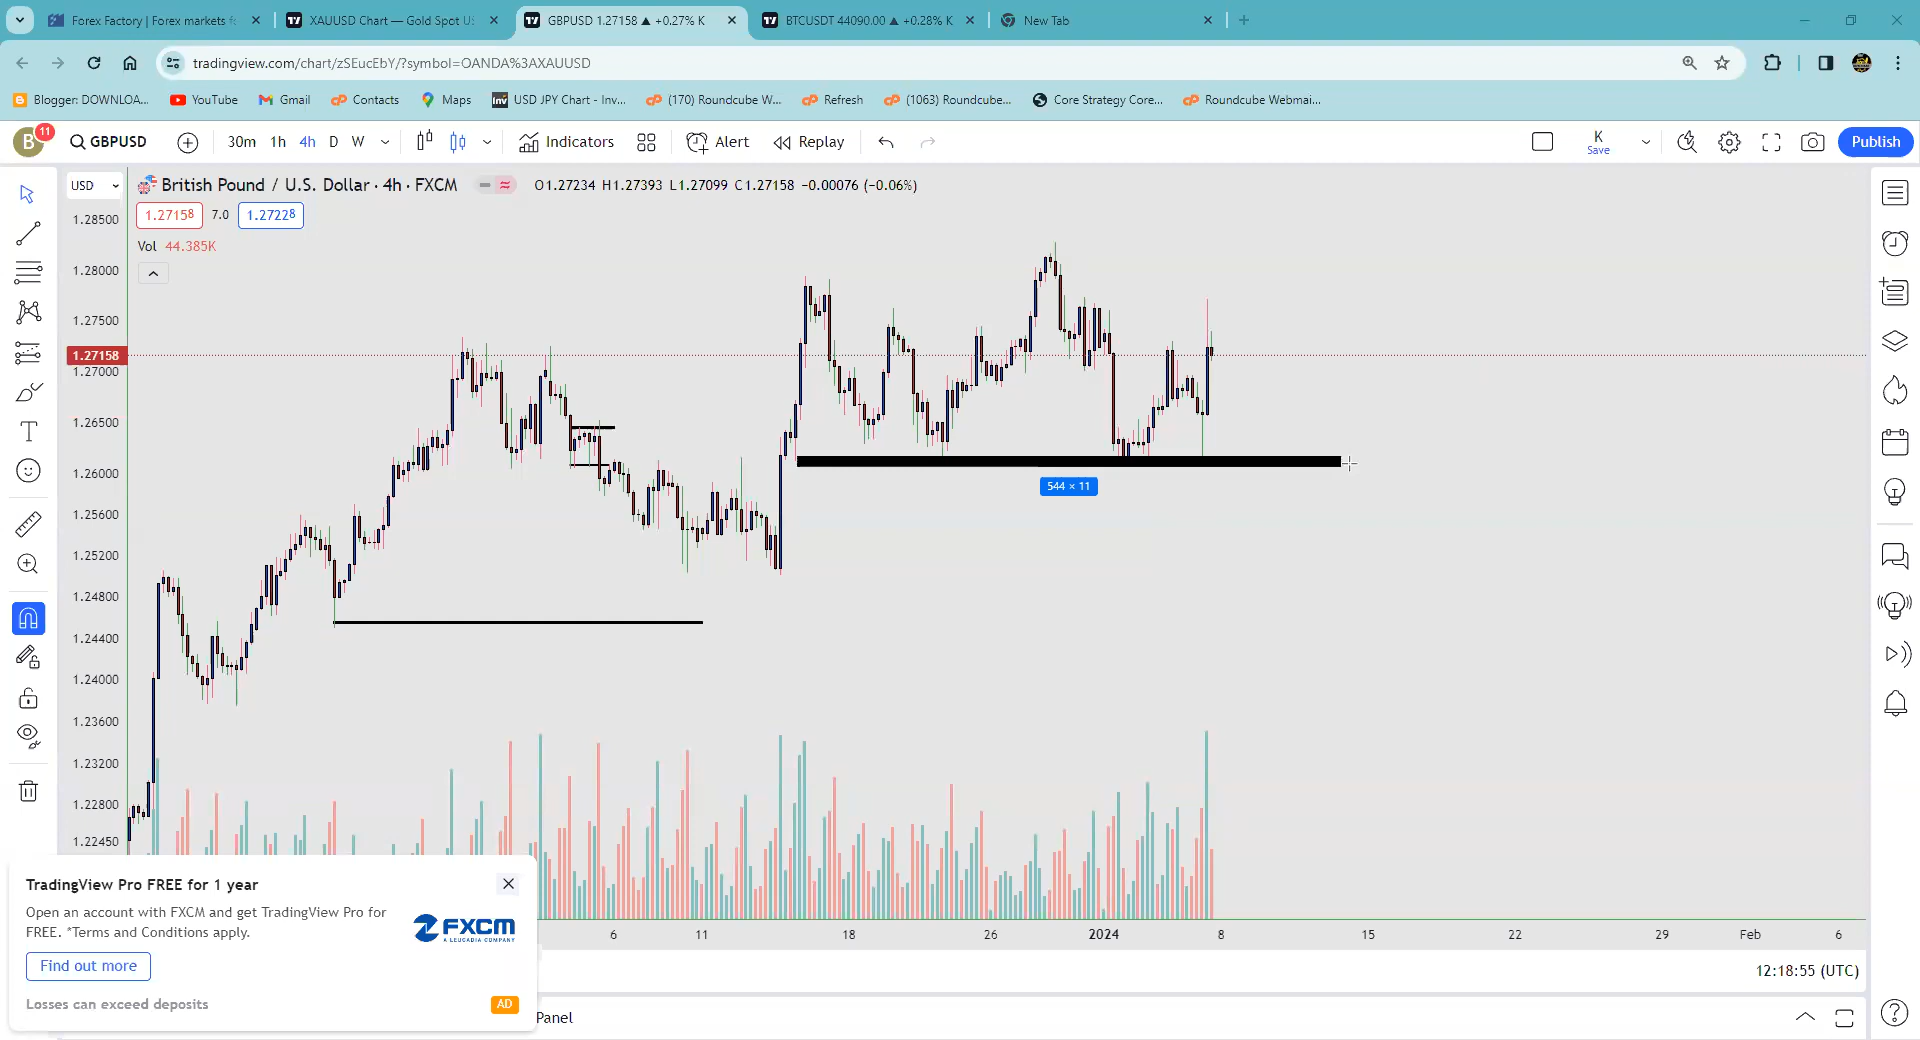 Forex Factory | Forex markets f
XAUUSD Chart — Gold Spot U
GBPUSD 1.27158 ▲ +0.27% K
BTCUSDT 44090.00 ▲ +0.28% K
New Tab
tradingview.com/chart/zSEucEbY/?symbol=OANDA%3AXAUUSD
Blogger: DOWNLOA...
YouTube
Gmail
Contacts
Maps
Inv
USD JPY Chart - Inv...
(170) Roundcube W...
Refresh
(1063) Roundcube...
Core Strategy Core...
Roundcube Webmai...
B
11
GBPUSD
30m
1h
4h
D
W
Indicators
Alert
Replay
K
Save
Publish
USD
British Pound / U.S. Dollar · 4h · FXCM
O1.27234 H1.27393 L1.27099 C1.27158 −0.00076 (−0.06%)
1.27158
7.0
1.27228
Vol 44.385K
1.28500
1.28000
1.27500
1.27158
1.27000
1.26500
1.26000
1.25600
1.25200
1.24800
1.24400
1.24000
1.23600
1.23200
1.22800
1.22450
544 × 11
6
11
18
26
2024
8
15
22
29
Feb
6
12:18:55 (UTC)
Panel
TradingView Pro FREE for 1 year
Open an account with FXCM and get TradingView Pro for
FREE. *Terms and Conditions apply.
FXCM
A LEUCADIA COMPANY
Find out more
Losses can exceed deposits
AD